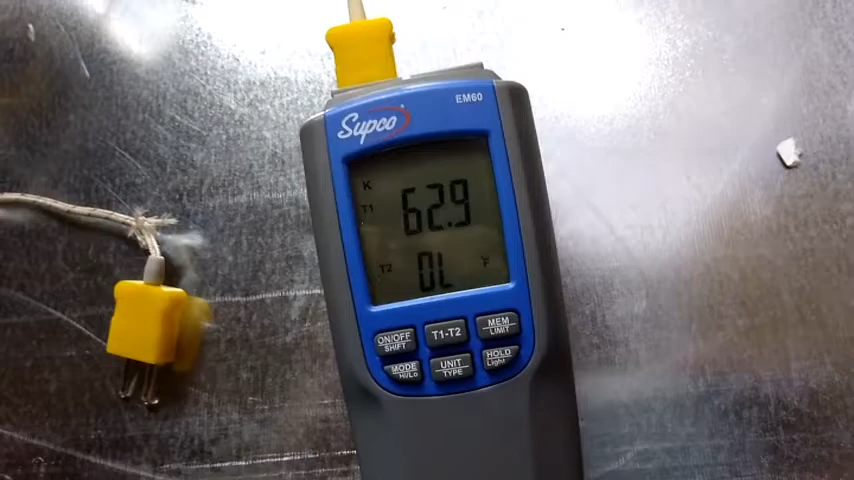 EM60
Supco
K
T1
62.9
T2
0L
°F
ON/OFF
SHIFT
T1-T2
MEM
LIMIT
MODE
Hi/Lo
UNIT
TYPE
HOLD
Light